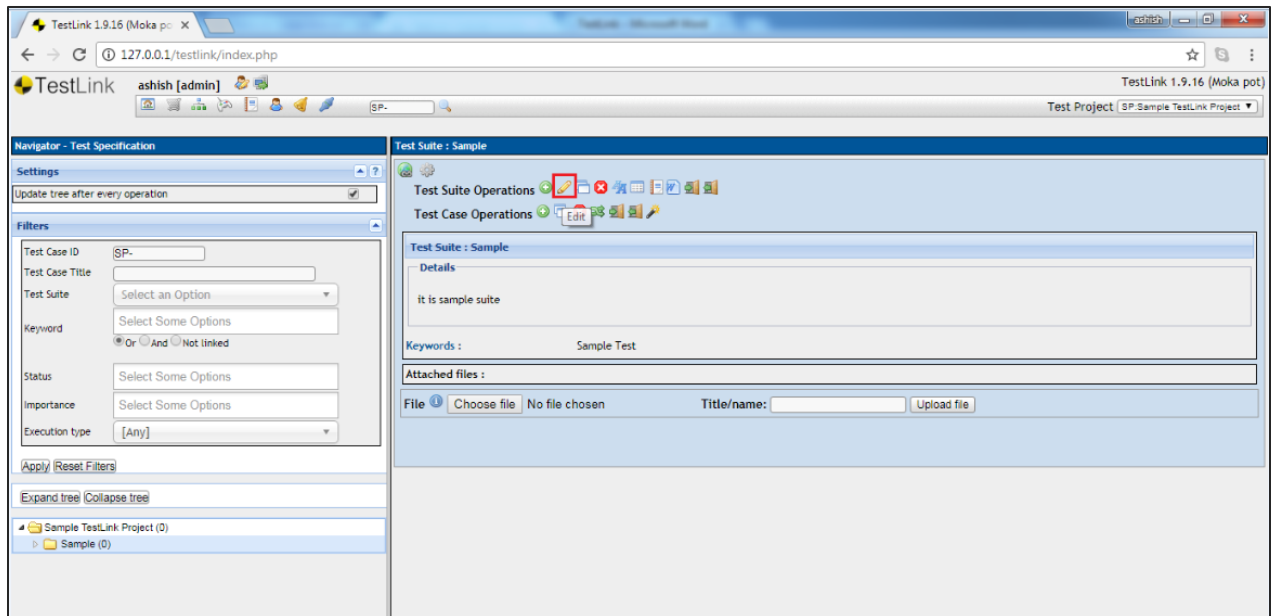 TestLink 1.9.16 (Moka po
ashish
127.0.0.1/testlink/index.php
TestLink
ashish [admin]
TestLink 1.9.16 (Moka pot)
SP-
Test Project SP:Sample TestLink Project
Navigator - Test Specification
Settings
?
Update tree after every operation
Filters
Test Case ID SP-
Test Case Title
Test Suite Select an Option
Keyword Select Some Options
Or And Not linked
Status Select Some Options
Importance Select Some Options
Execution type [Any]
Apply Reset Filters
Expand tree Collapse tree
Sample TestLink Project (0)
Sample (0)
Test Suite : Sample
Test Suite Operations
Test Case Operations
Edit
Test Suite : Sample
Details
it is sample suite
Keywords : Sample Test
Attached files :
File Choose file No file chosen Title/name: Upload file